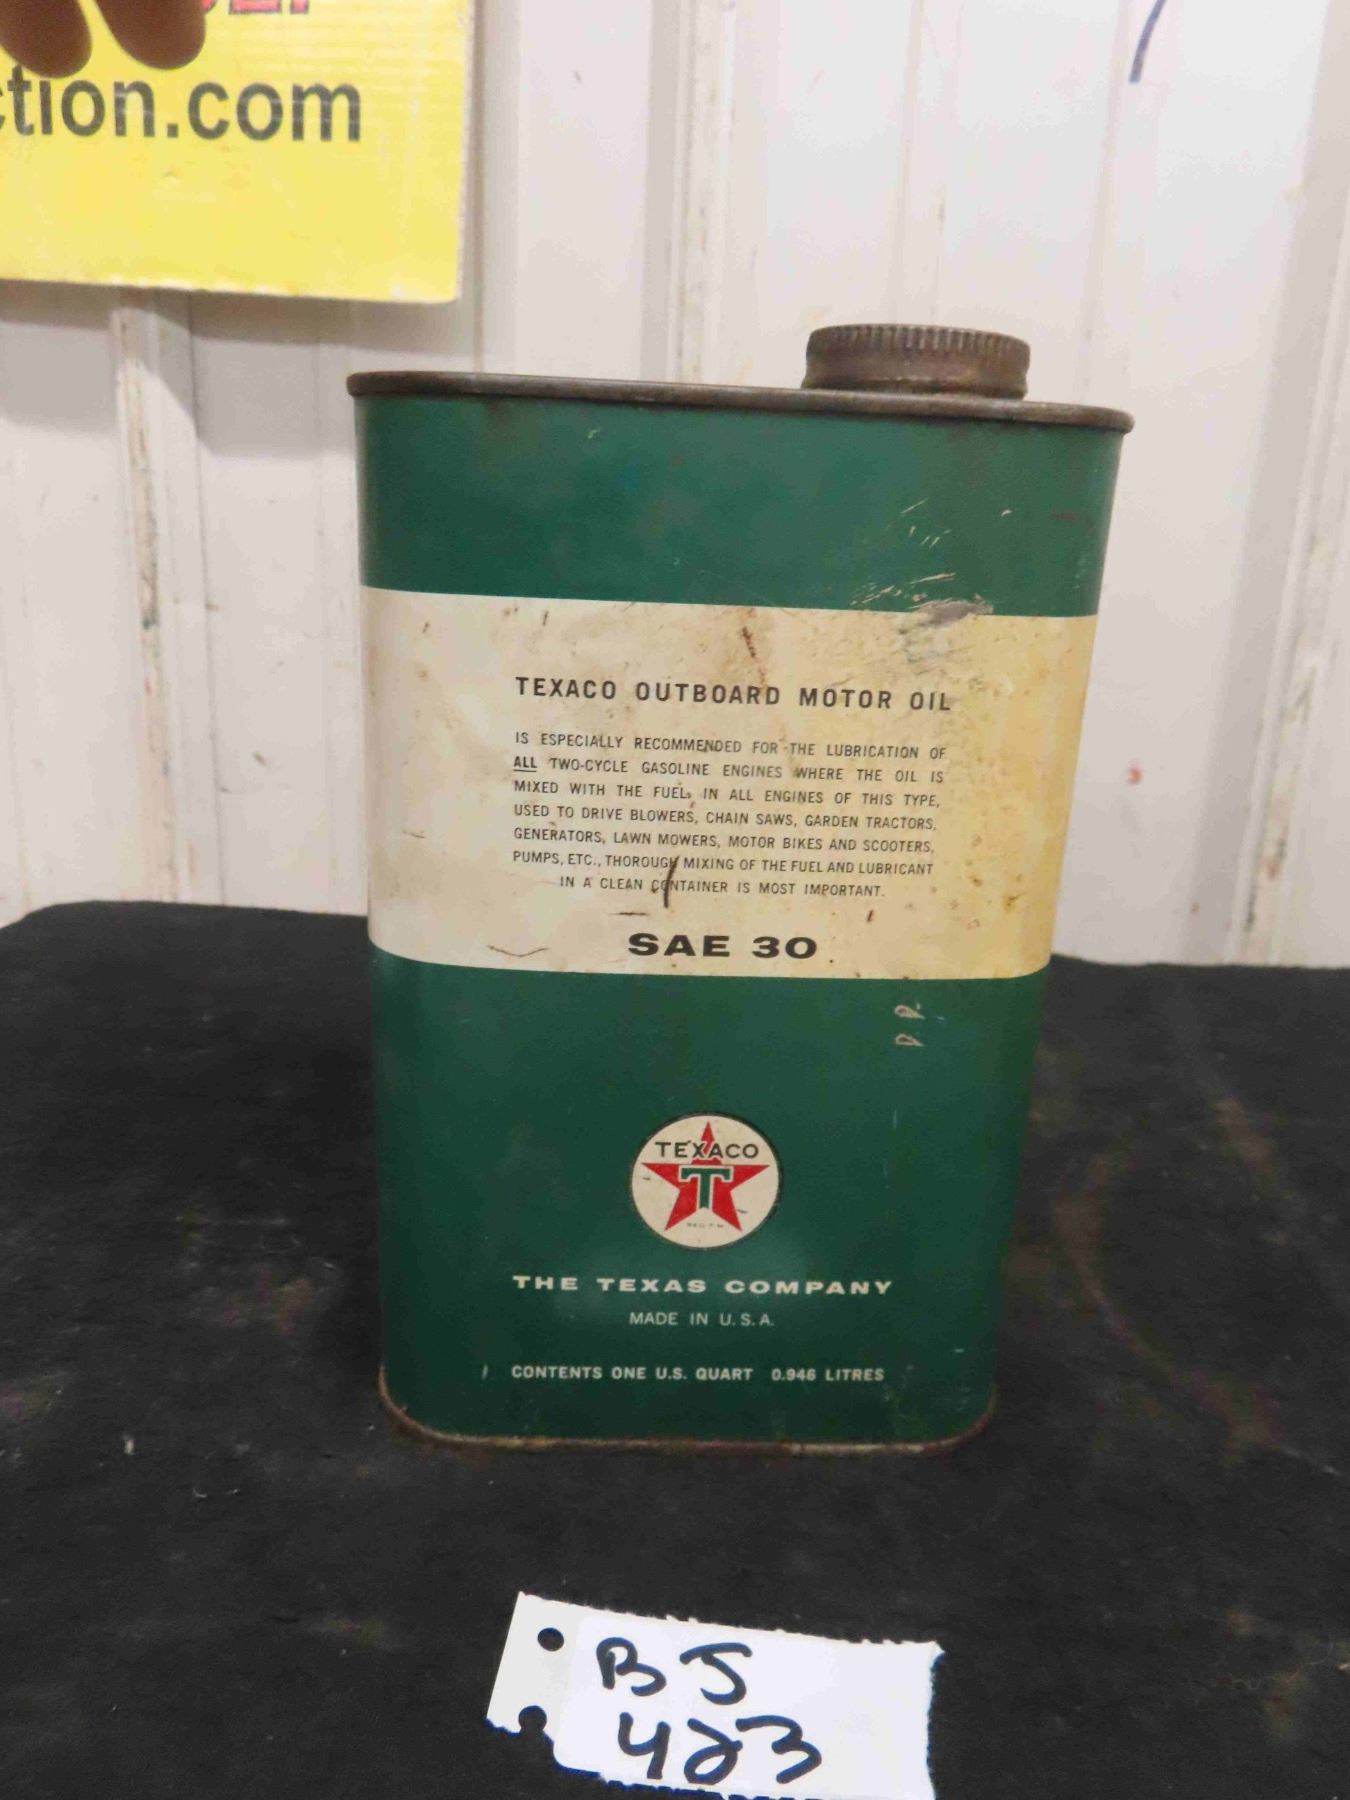 ction.com
TEXACO OUTBOARD MOTOR OIL
IS ESPECIALLY RECOMMENDED FOR THE LUBRICATION OF
ALL TWO-CYCLE GASOLINE ENGINES WHERE THE OIL IS
MIXED WITH THE FUEL. IN ALL ENGINES OF THIS TYPE,
USED TO DRIVE BLOWERS, CHAIN SAWS, GARDEN TRACTORS,
GENERATORS, LAWN MOWERS, MOTOR BIKES AND SCOOTERS,
PUMPS, ETC., THOROUGH MIXING OF THE FUEL AND LUBRICANT
IN A CLEAN CONTAINER IS MOST IMPORTANT.
SAE 30
TEXACO
T
REG. T.M.
THE TEXAS COMPANY
MADE IN U.S.A.
CONTENTS ONE U.S. QUART 0.946 LITRES
BJ
423